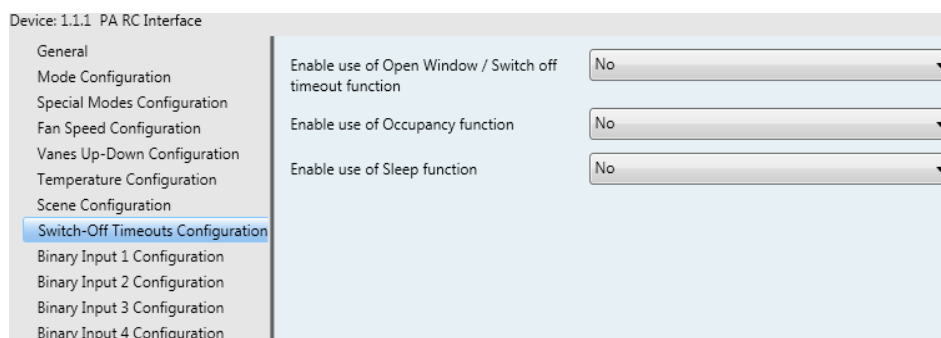 Device: 1.1.1 PA RC Interface
General
Mode Configuration
Special Modes Configuration
Fan Speed Configuration
Vanes Up-Down Configuration
Temperature Configuration
Scene Configuration
Switch-Off Timeouts Configuration
Binary Input 1 Configuration
Binary Input 2 Configuration
Binary Input 3 Configuration
Binary Input 4 Configuration
Enable use of Open Window / Switch off
timeout function
No
Enable use of Occupancy function
No
Enable use of Sleep function
No